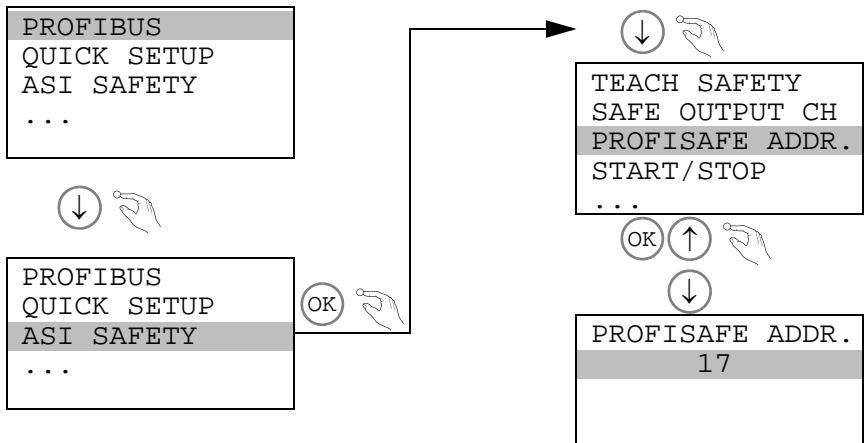 PROFIBUS
QUICK SETUP
ASI SAFETY
...
↓
PROFIBUS
QUICK SETUP
ASI SAFETY
...
OK
↓
TEACH SAFETY
SAFE OUTPUT CH
PROFISAFE ADDR.
START/STOP
...
OK ↑
↓
PROFISAFE ADDR.
17